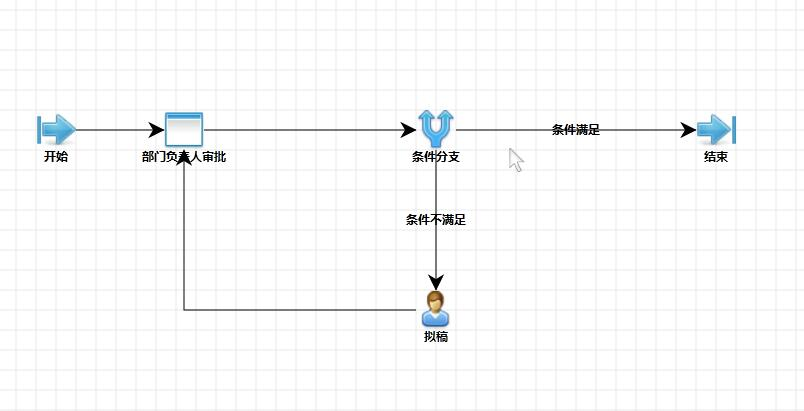 条件满足
开始
部门负责人审批
条件分支
结束
条件不满足
拟稿